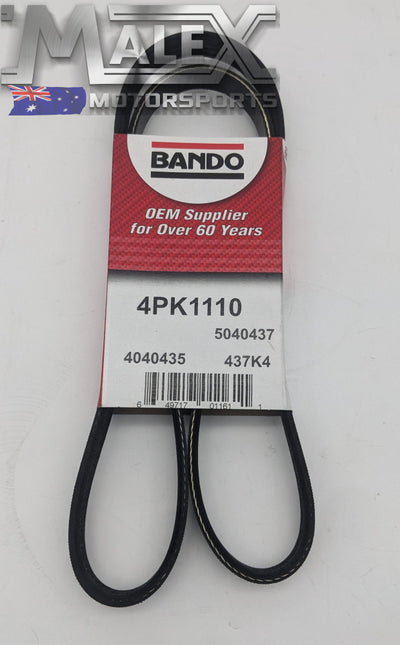 MALEX
MOTORSPORTS
BANDO
OEM Supplier
for Over 60 Years
4PK1110
5040437
4040435 437K4
6 49717 01161 1